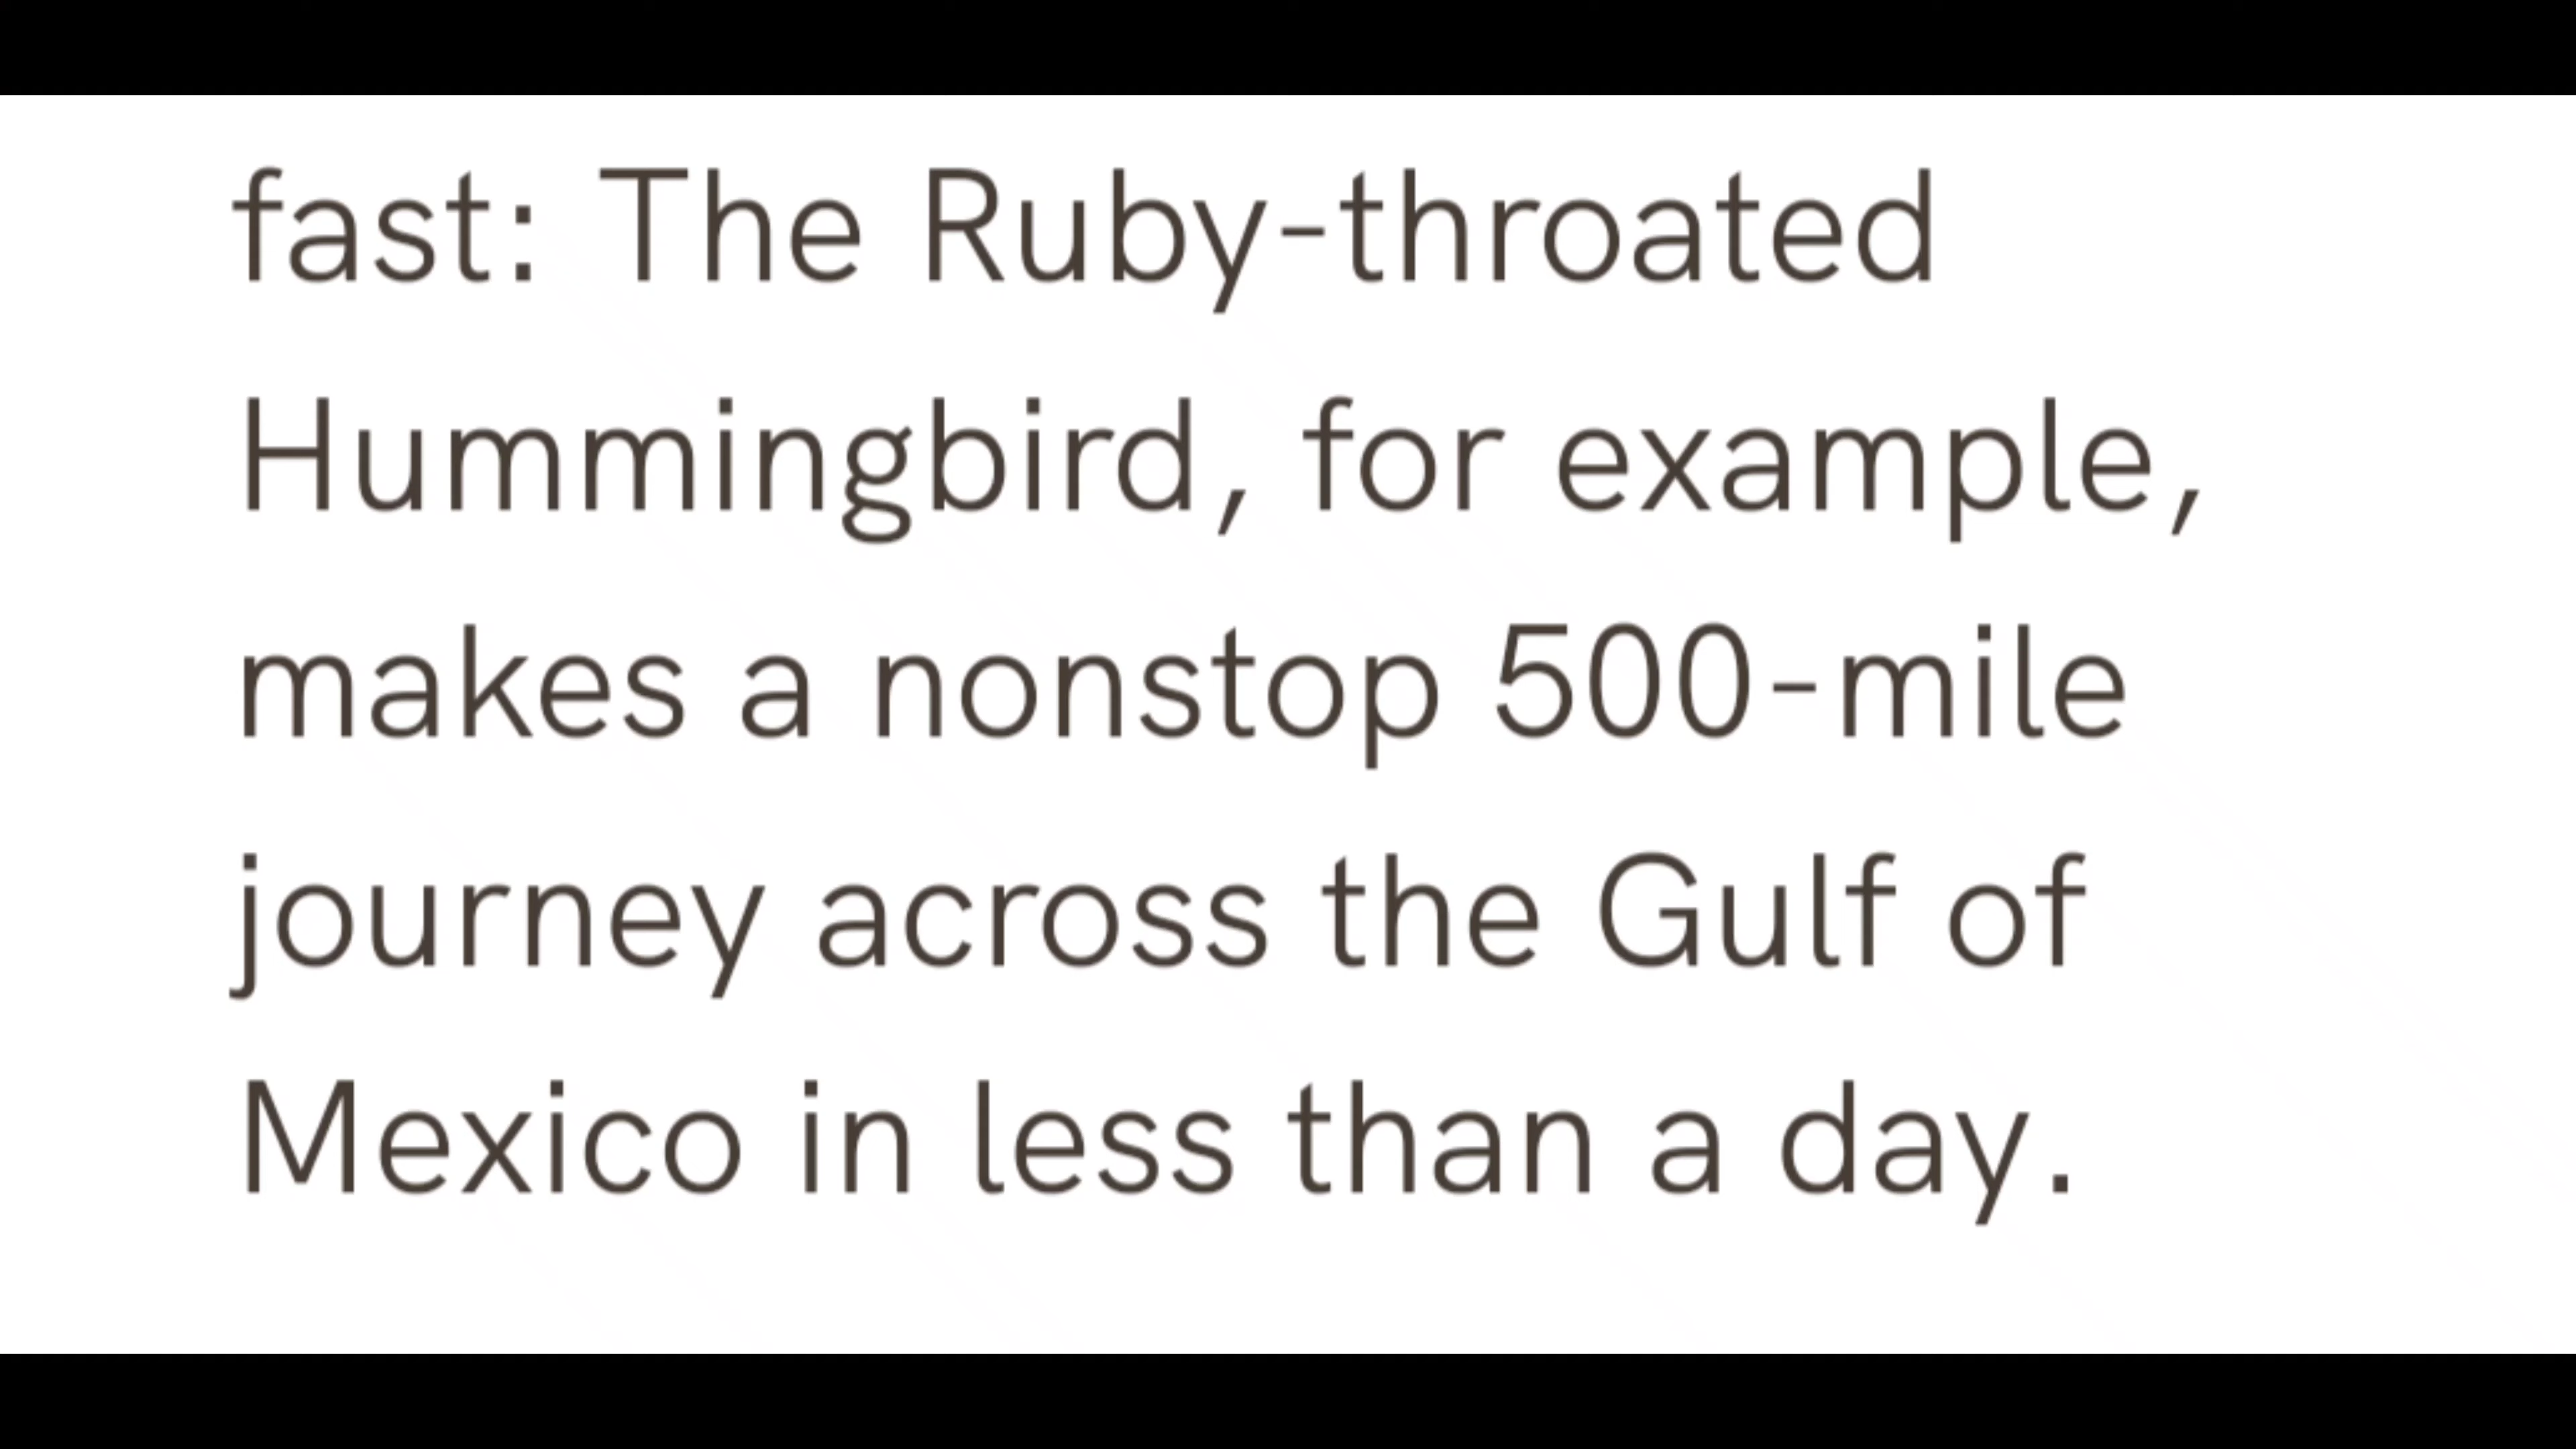 fast: The Ruby-throated
Hummingbird, for example,
makes a nonstop 500-mile
journey across the Gulf of
Mexico in less than a day.